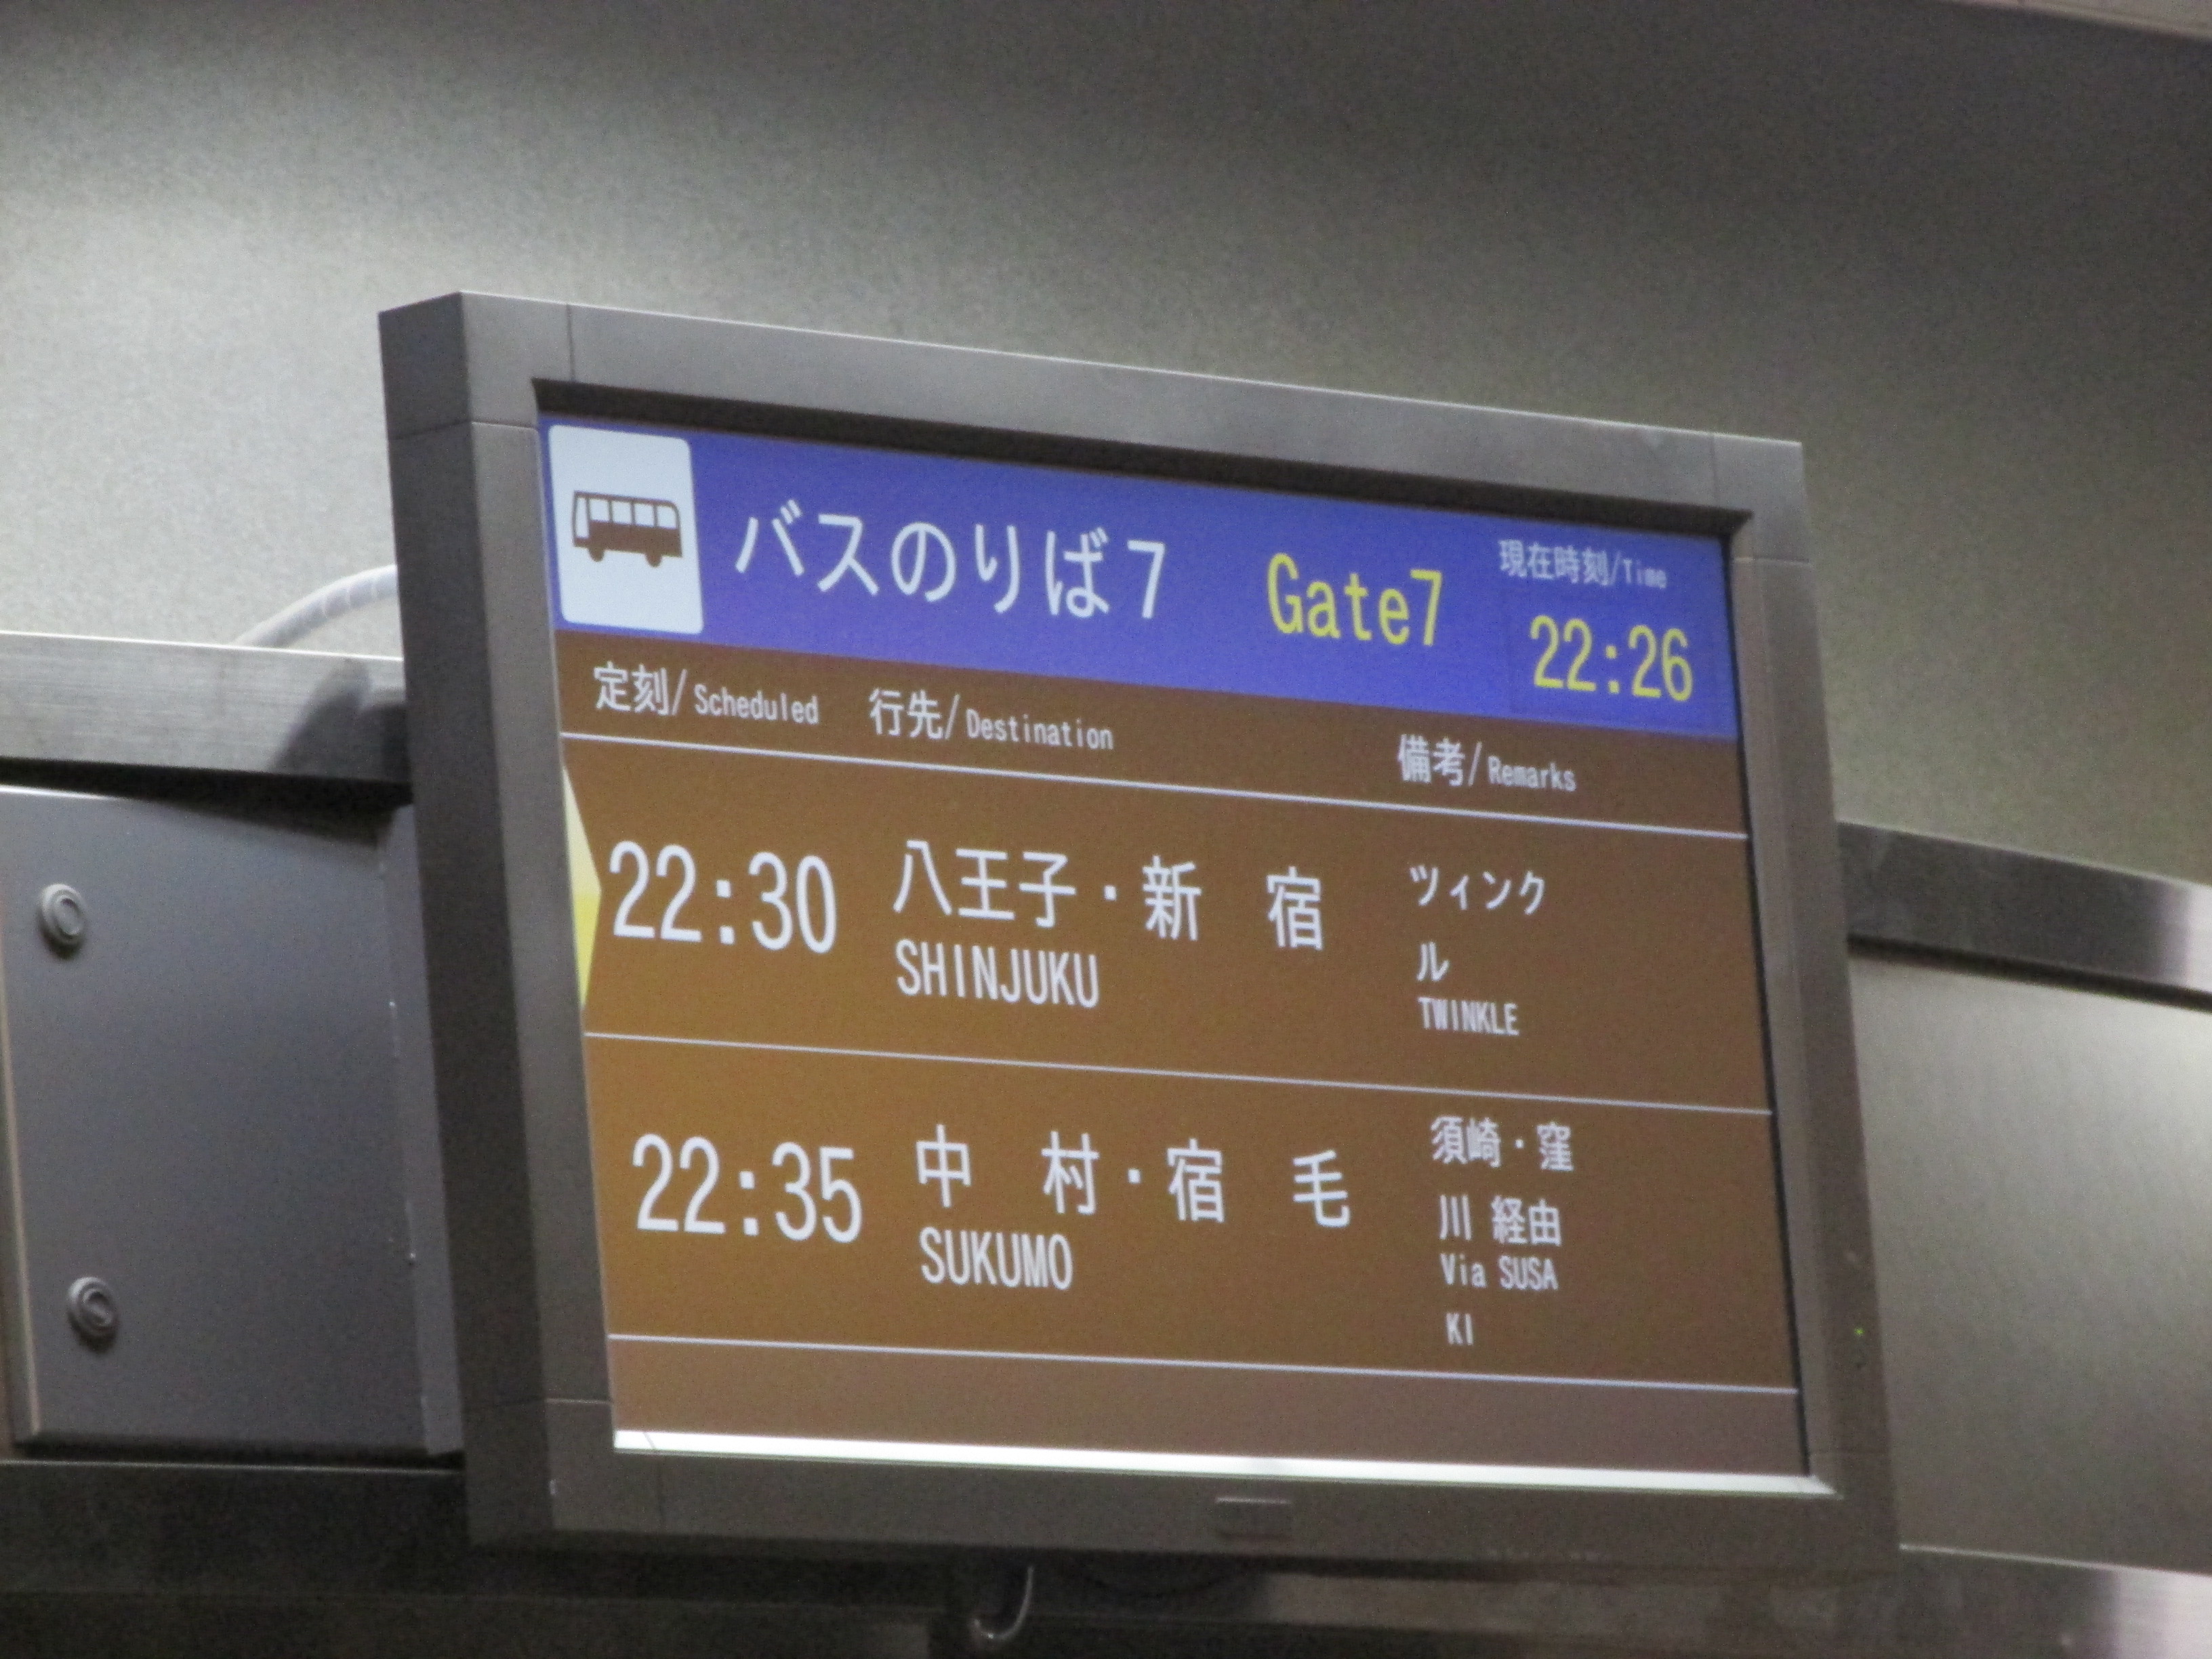 バスのりば7 Gate7 現在時刻/Time
22:26
定刻/Scheduled 行先/Destination 備考/Remarks
22:30 八王子・新　宿 ツィンク
ル
SHINJUKU TWINKLE
22:35 中　村・宿　毛 須崎・窪
川 経由
SUKUMO Via SUSA
KI